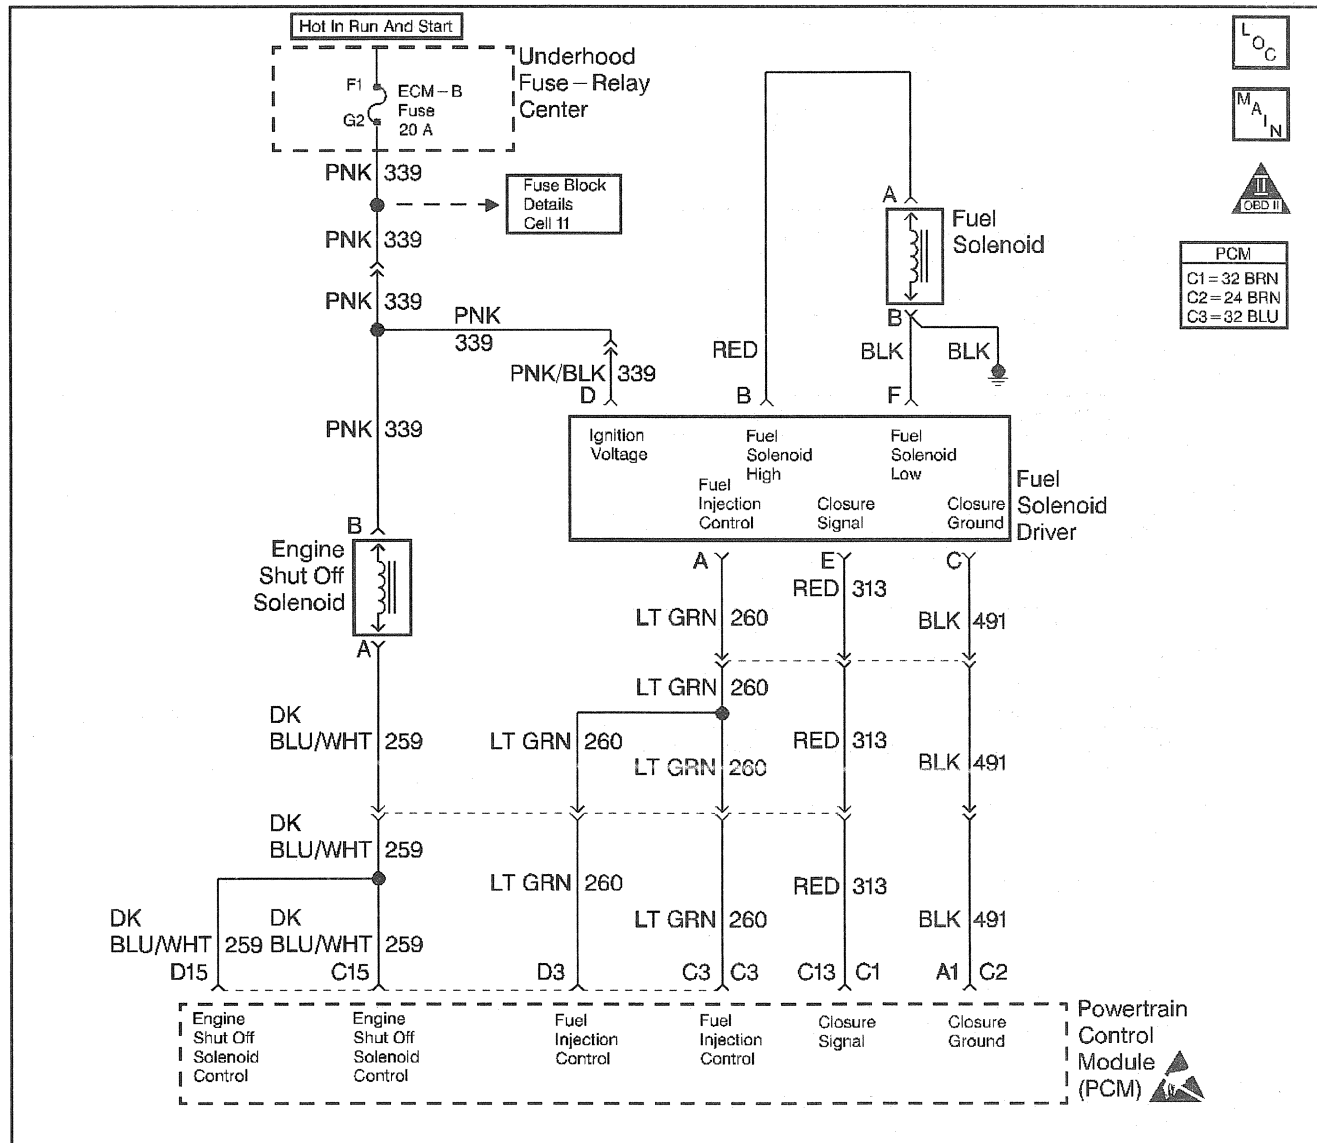 Hot In Run And Start
Underhood
Fuse – Relay
Center
F1
ECM – B
Fuse
20 A
G2
PNK 339
Fuse Block
Details
Cell 11
PNK 339
PNK 339
PNK
339
PNK/BLK 339
D
PNK 339
RED
B
A
Fuel
Solenoid
B
BLK
BLK
F
L
O
C
M
A
I
N
II
OBD II
PCM
C1 = 32 BRN
C2 = 24 BRN
C3 = 32 BLU
Ignition
Voltage
Fuel
Solenoid
High
Fuel
Solenoid
Low
Fuel
Injection
Control
Closure
Signal
Closure
Ground
Fuel
Solenoid
Driver
B
Engine
Shut Off
Solenoid
A
A
E
C
LT GRN 260
RED 313
BLK 491
LT GRN 260
DK
BLU/WHT 259
LT GRN 260
LT GRN 260
RED 313
BLK 491
DK
BLU/WHT 259
LT GRN 260
LT GRN 260
RED 313
BLK 491
DK
BLU/WHT 259
DK
BLU/WHT 259
D15
C15
D3
C3 C3
C13 C1
A1 C2
Engine
Shut Off
Solenoid
Control
Engine
Shut Off
Solenoid
Control
Fuel
Injection
Control
Fuel
Injection
Control
Closure
Signal
Closure
Ground
Powertrain
Control
Module
(PCM)